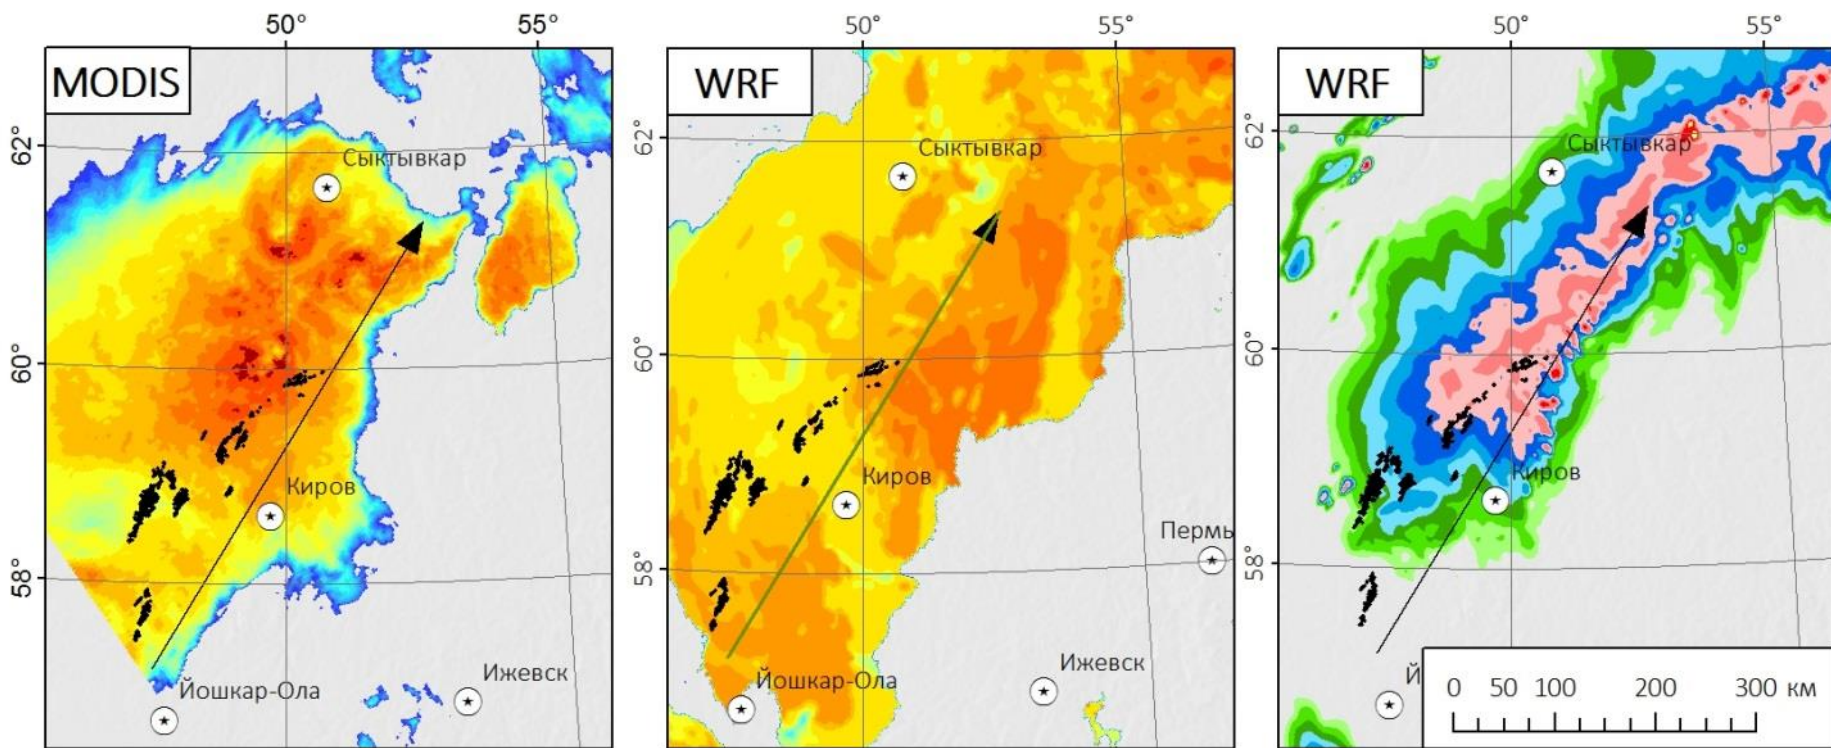 50°
55°
MODIS
62°
60°
58°
Сыктывкар
Киров
Йошкар-Ола
Ижевск
50°
55°
WRF
62°
60°
58°
Сыктывкар
Киров
Пермь
Йошкар-Ола
Ижевск
50°
55°
WRF
62°
60°
58°
Сыктывкар
Киров
Й
0 50 100 200 300 км